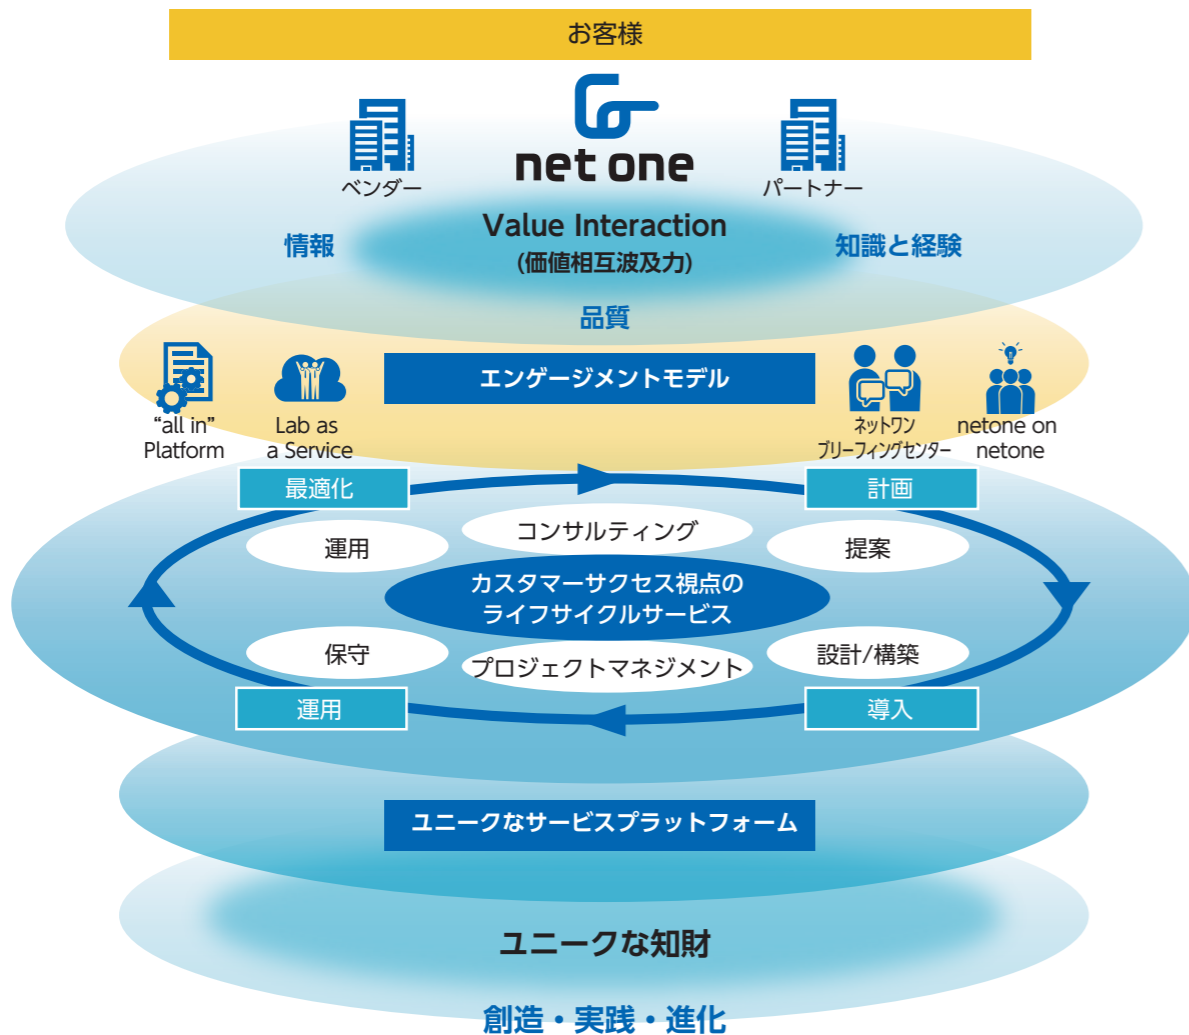 お客様
net one
ベンダー
パートナー
Value Interaction
(価値相互波及力)
情報
知識と経験
品質
エンゲージメントモデル
“all in”
Platform
Lab as
a Service
ネットワン
ブリーフィングセンター
netone on
netone
最適化
計画
運用
コンサルティング
提案
カスタマーサクセス視点の
ライフサイクルサービス
保守
プロジェクトマネジメント
設計/構築
運用
導入
ユニークなサービスプラットフォーム
ユニークな知財
創造・実践・進化